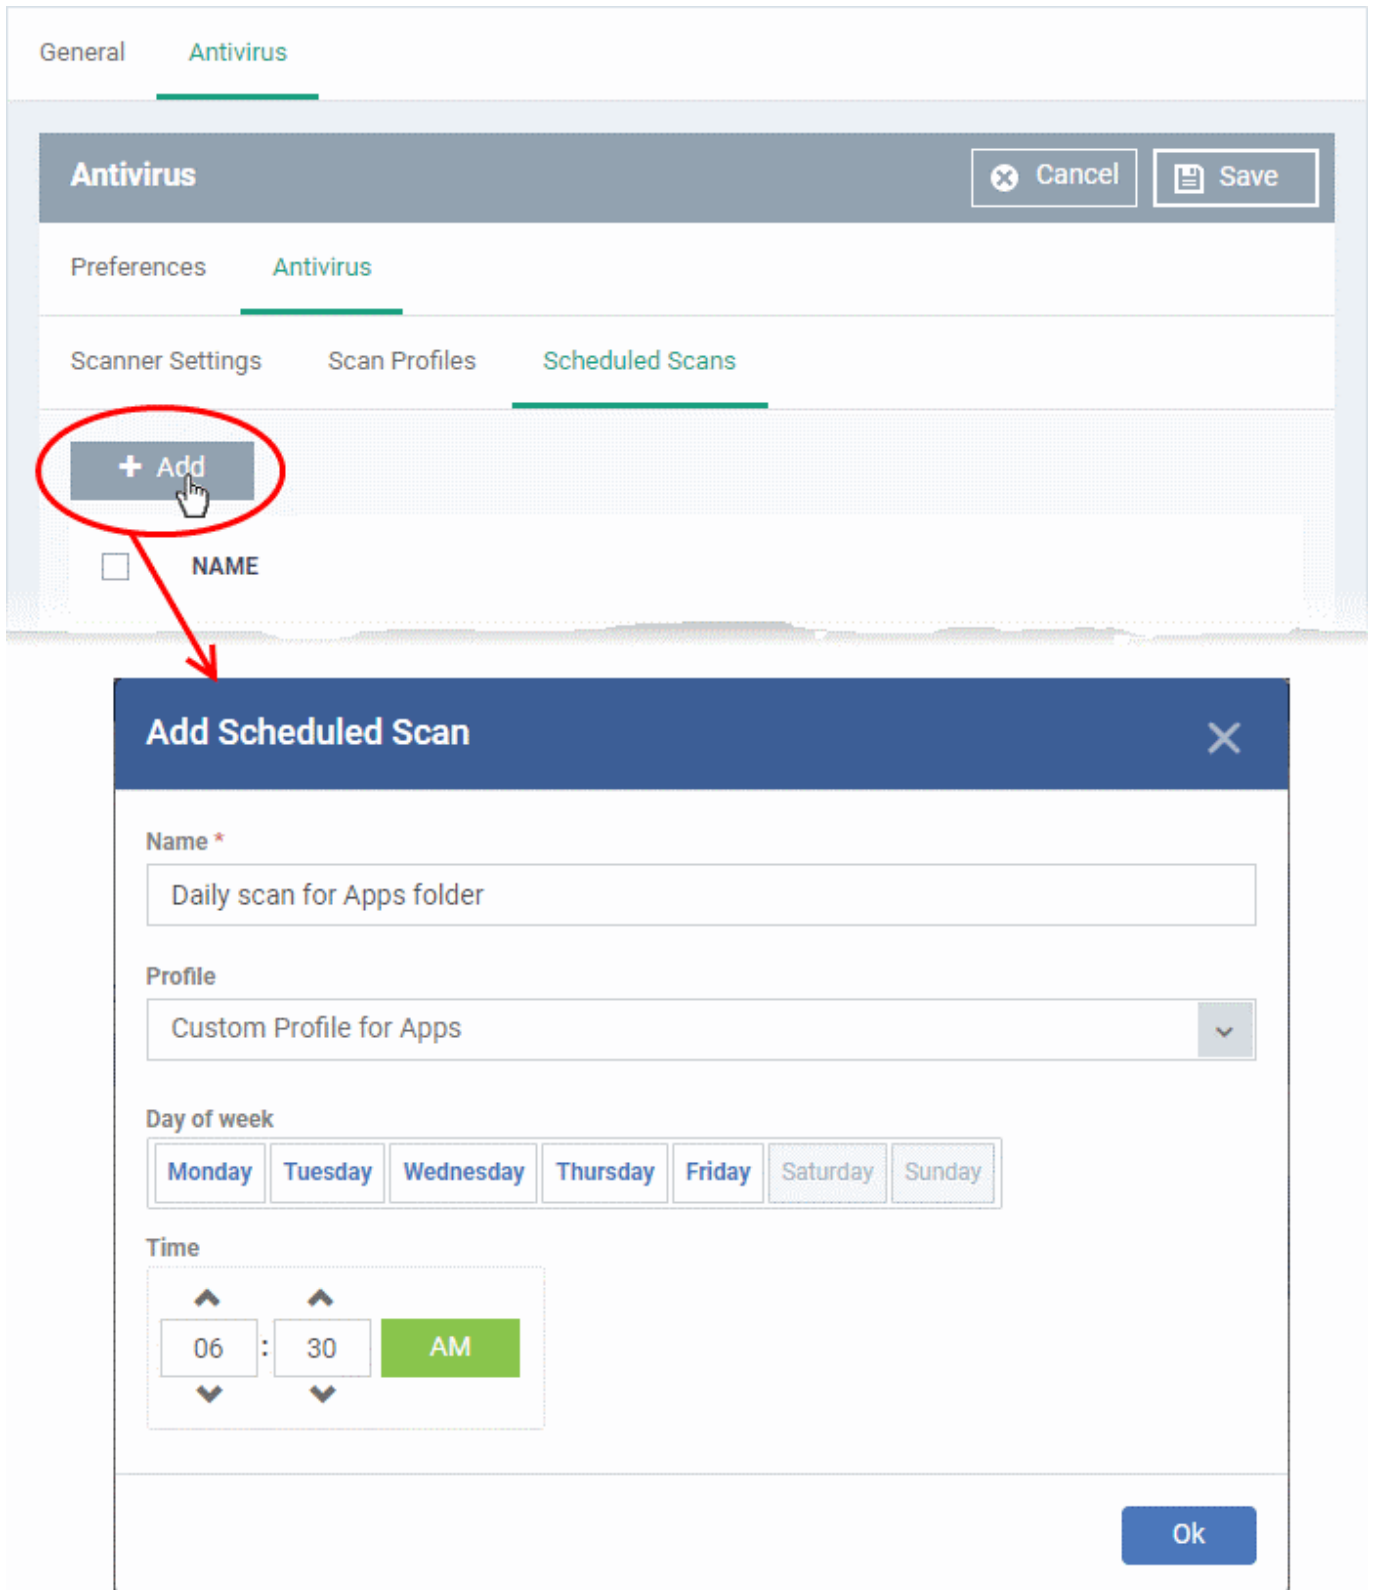 General Antivirus
Antivirus Cancel Save
Preferences Antivirus
Scanner Settings Scan Profiles Scheduled Scans
+ Add
NAME
Add Scheduled Scan
Name *
Daily scan for Apps folder
Profile
Custom Profile for Apps
Day of week
Monday Tuesday Wednesday Thursday Friday Saturday Sunday
Time
06 : 30 AM
Ok